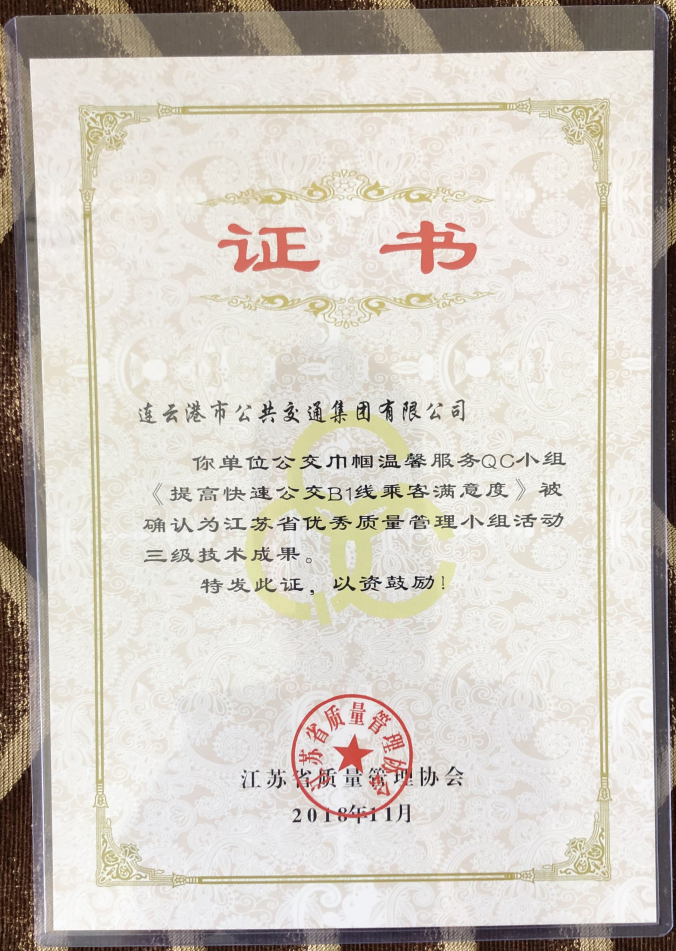 证书
连云港市公共交通集团有限公司
你单位公交巾帼温馨服务QC小组
《提高快速公交B1线乘客满意度》被
确认为江苏省优秀质量管理小组活动
三级技术成果。
特发此证，以资鼓励！
江苏省质量管理协会
江苏省质量管理协会
2018年11月